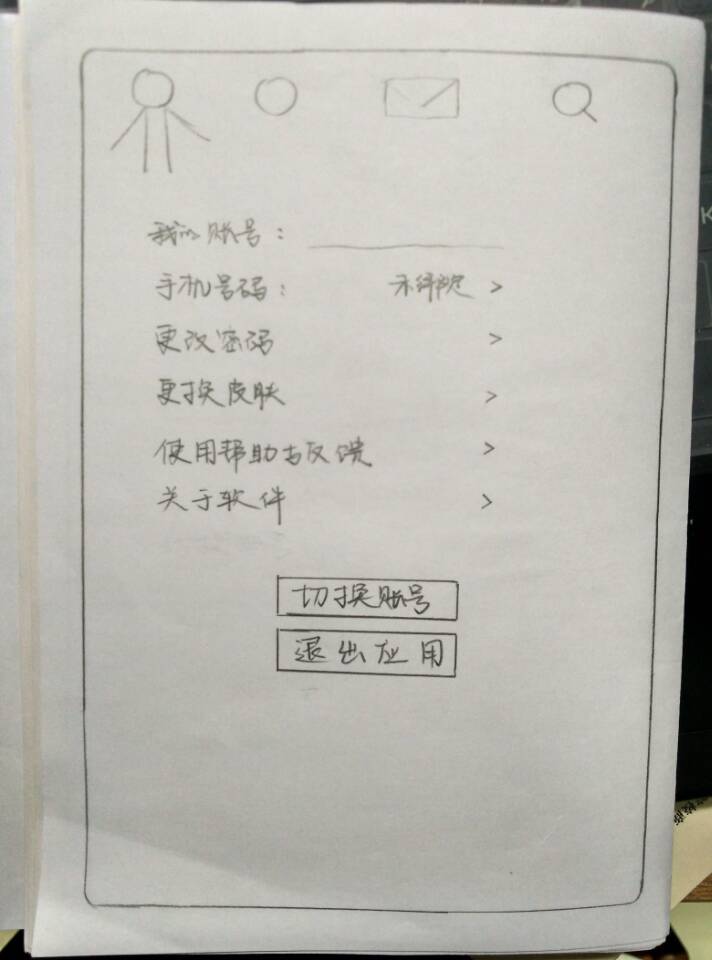 我的账号：
手机号码： 未绑定 >
更改密码 >
更换皮肤 >
使用帮助与反馈 >
关于软件 >
切换账号
退出应用
K